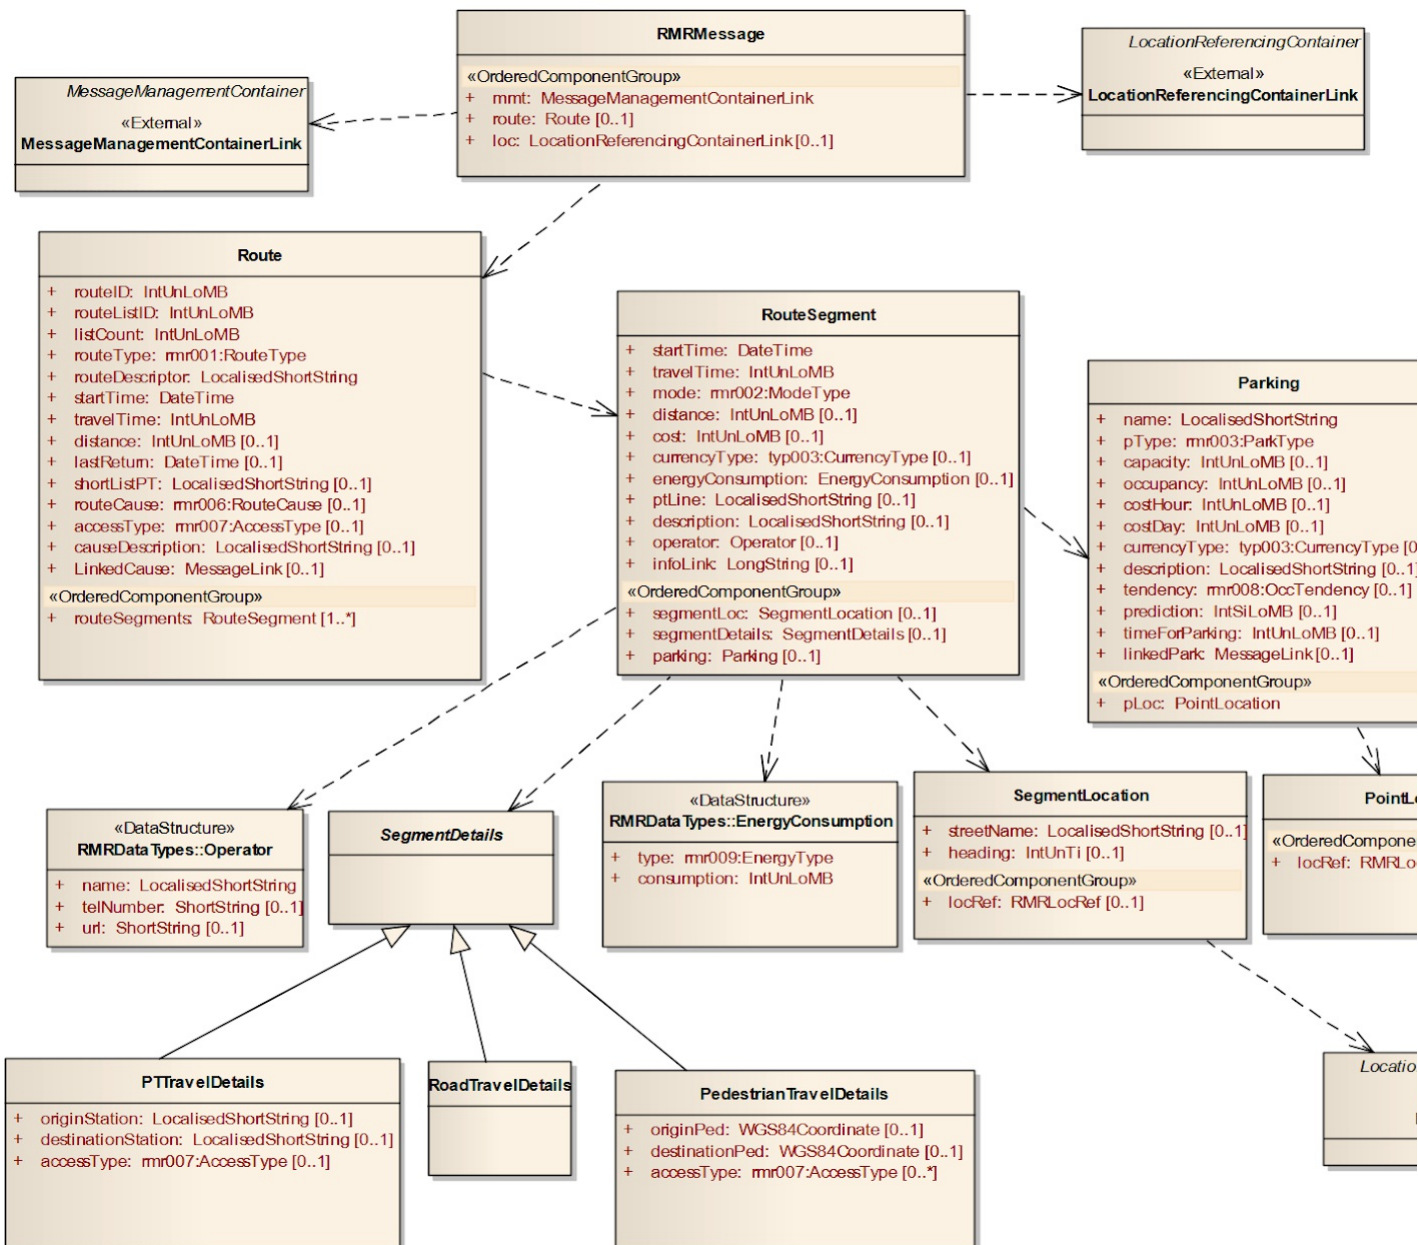 RMRMessage
«OrderedComponentGroup»
+ mmt: MessageManagementContainerLink
+ route: Route [0..1]
+ loc: LocationReferencingContainerLink [0..1]
LocationReferencingContainer
«External»
LocationReferencingContainerLink
MessageManagementContainer
«External»
MessageManagementContainerLink
Route
+ routeID: IntUnLoMB
+ routeListID: IntUnLoMB
+ listCount: IntUnLoMB
+ routeType: rmr001:RouteType
+ routeDescriptor: LocalisedShortString
+ startTime: DateTime
+ travelTime: IntUnLoMB
+ distance: IntUnLoMB [0..1]
+ lastReturn: DateTime [0..1]
+ shortListPT: LocalisedShortString [0..1]
+ routeCause: rmr006:RouteCause [0..1]
+ accessType: rmr007:AccessType [0..1]
+ causeDescription: LocalisedShortString [0..1]
+ LinkedCause: MessageLink [0..1]
«OrderedComponentGroup»
+ routeSegments: RouteSegment [1..*]
RouteSegment
+ startTime: DateTime
+ travelTime: IntUnLoMB
+ mode: rmr002:ModeType
+ distance: IntUnLoMB [0..1]
+ cost: IntUnLoMB [0..1]
+ currencyType: typ003:CurrencyType [0..1]
+ energyConsumption: EnergyConsumption [0..1]
+ ptLine: LocalisedShortString [0..1]
+ description: LocalisedShortString [0..1]
+ operator: Operator [0..1]
+ infoLink: LongString [0..1]
«OrderedComponentGroup»
+ segmentLoc: SegmentLocation [0..1]
+ segmentDetails: SegmentDetails [0..1]
+ parking: Parking [0..1]
Parking
+ name: LocalisedShortString
+ pType: rmr003:ParkType
+ capacity: IntUnLoMB [0..1]
+ occupancy: IntUnLoMB [0..1]
+ costHour: IntUnLoMB [0..1]
+ costDay: IntUnLoMB [0..1]
+ currencyType: typ003:CurrencyType [0
+ description: LocalisedShortString [0..1]
+ tendency: rmr008:OccTendency [0..1]
+ prediction: IntSiLoMB [0..1]
+ timeForParking: IntUnLoMB [0..1]
+ linkedPark: MessageLink [0..1]
«OrderedComponentGroup»
+ pLoc: PointLocation
«DataStructure»
RMRDataTypes::Operator
+ name: LocalisedShortString
+ telNumber: ShortString [0..1]
+ url: ShortString [0..1]
SegmentDetails
«DataStructure»
RMRDataTypes::EnergyConsumption
+ type: rmr009:EnergyType
+ consumption: IntUnLoMB
SegmentLocation
+ streetName: LocalisedShortString [0..1]
+ heading: IntUnTi [0..1]
«OrderedComponentGroup»
+ locRef: RMRLocRef [0..1]
PointL
«OrderedCompone
+ locRef: RMRLo
PTTravelDetails
+ originStation: LocalisedShortString [0..1]
+ destinationStation: LocalisedShortString [0..1]
+ accessType: rmr007:AccessType [0..1]
RoadTravelDetails
PedestrianTravelDetails
+ originPed: WGS84Coordinate [0..1]
+ destinationPed: WGS84Coordinate [0..1]
+ accessType: rmr007:AccessType [0..*]
Locatio